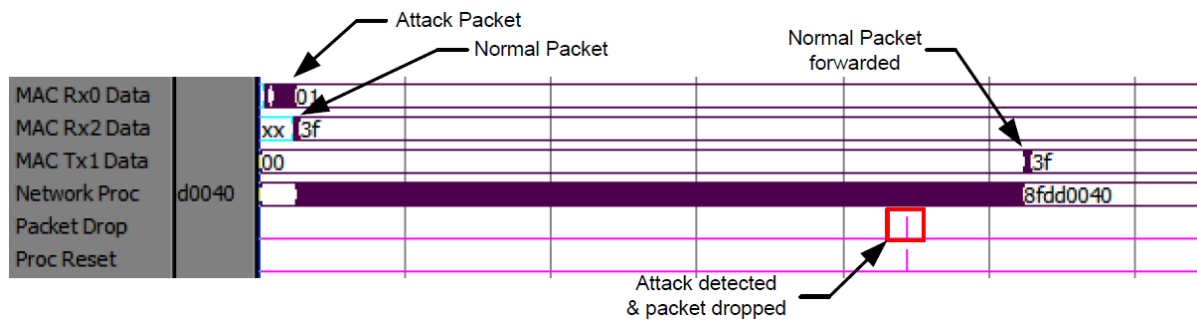 Attack Packet
Normal Packet
Normal Packet
forwarded
MAC Rx0 Data 01
MAC Rx2 Data xx 3f
MAC Tx1 Data 00 3f
Network Proc d0040 8fdd0040
Packet Drop
Proc Reset
Attack detected
& packet dropped